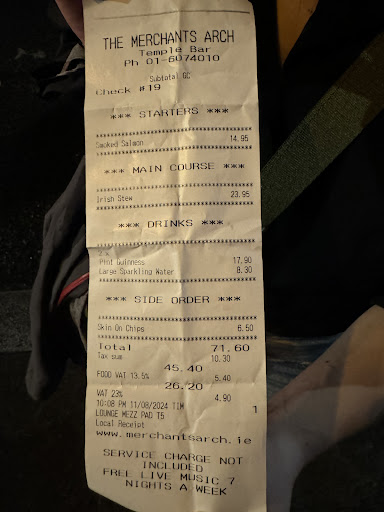 THE MERCHANTS ARCH
Temple Bar
Ph 01-6074010
Subtotal GC
Check #19
*** STARTERS ***
Smoked Salmon 14.95
*** MAIN COURSE ***
Irish Stew 23.95
*** DRINKS ***
2 x
Pint Guinness 17.90
Large Sparkling Water 8.30
*** SIDE ORDER ***
Skin On Chips 6.50
Total 71.60
Tax sum 10.30
45.40
FOOD VAT 13.5% 5.40
26.20
VAT 23% 4.90
10:08 PM 11/08/2024 TIM 1
LOUNGE MEZZ PAD T5
Local Receipt
www.merchantsarch.ie
SERVICE CHARGE NOT
INCLUDED
FREE LIVE MUSIC 7
NIGHTS A WEEK